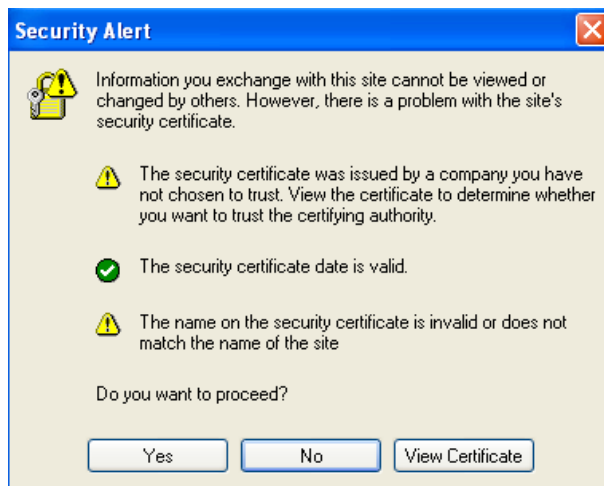 Security Alert
Information you exchange with this site cannot be viewed or
changed by others. However, there is a problem with the site's
security certificate.
The security certificate was issued by a company you have
not chosen to trust. View the certificate to determine whether
you want to trust the certifying authority.
The security certificate date is valid.
The name on the security certificate is invalid or does not
match the name of the site
Do you want to proceed?
Yes No View Certificate